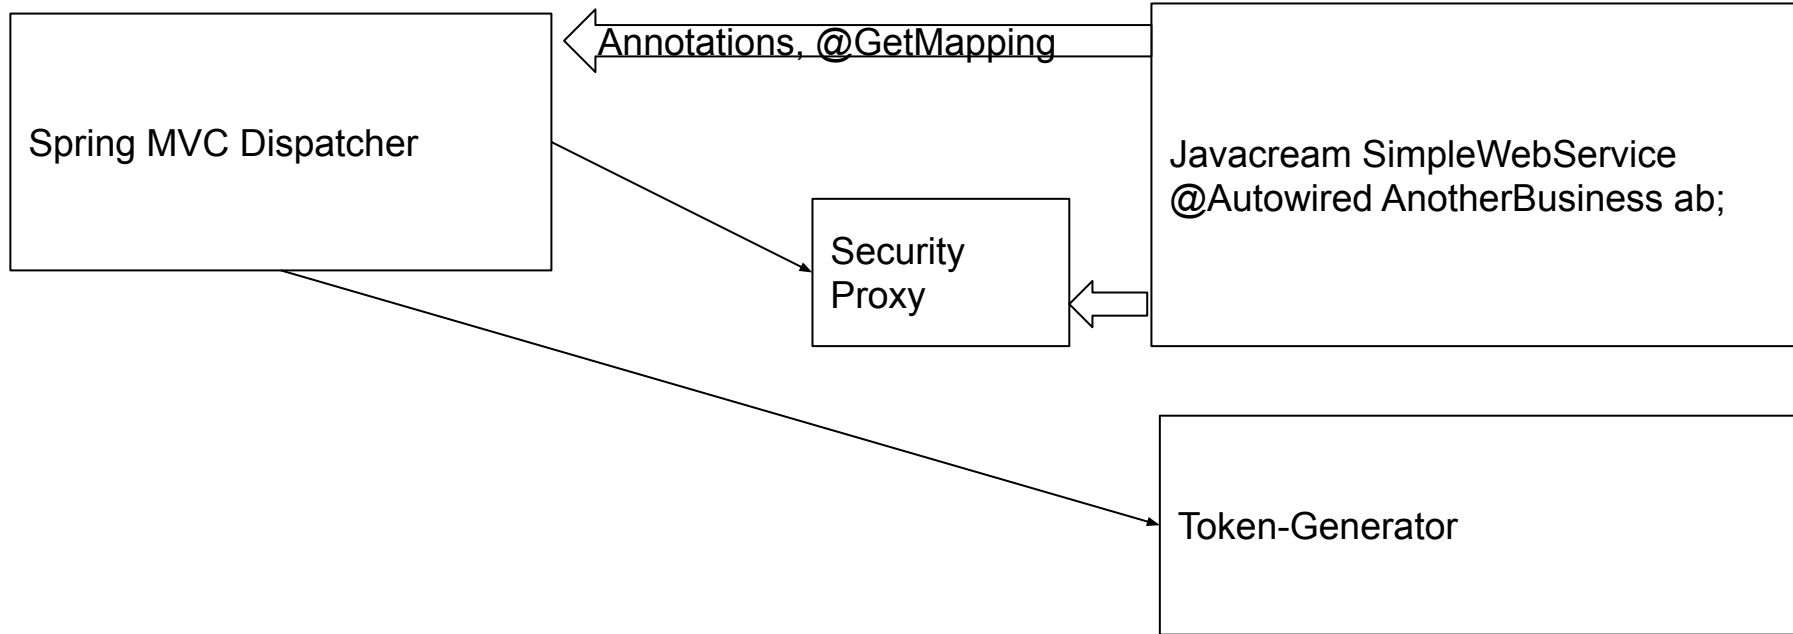 Annotations, @GetMapping
Spring MVC Dispatcher
Javacream SimpleWebService
@Autowired AnotherBusiness ab;
Security
Proxy
Token-Generator